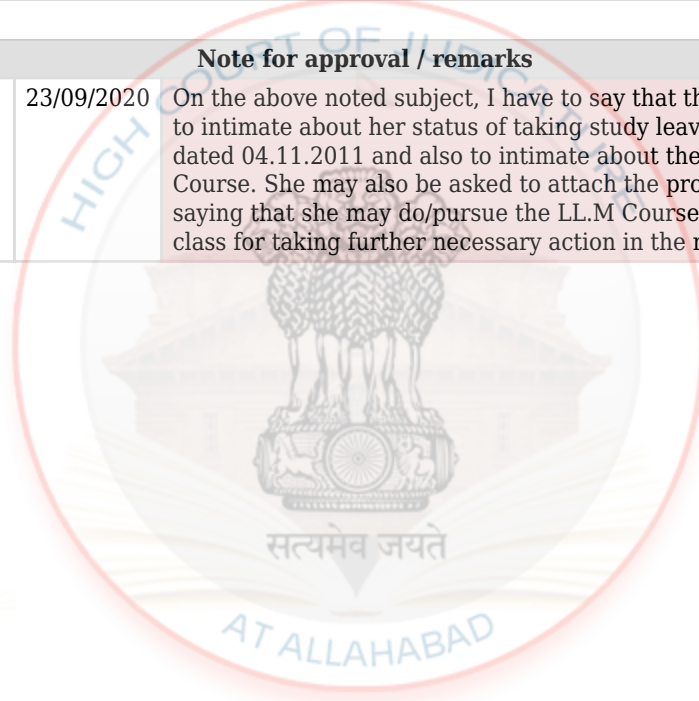 Note for approval / remarks
23/09/2020 On the above noted subject, I have to say that
to intimate about her status of taking study
dated 04.11.2011 and also to intimate about the
Course. She may also be asked to attach the
saying that she may do/pursue the LL.M Course
class for taking further necessary action in the
HIGH COURT OF JUDICATURE
सत्यमेव जयते
AT ALLAHABAD